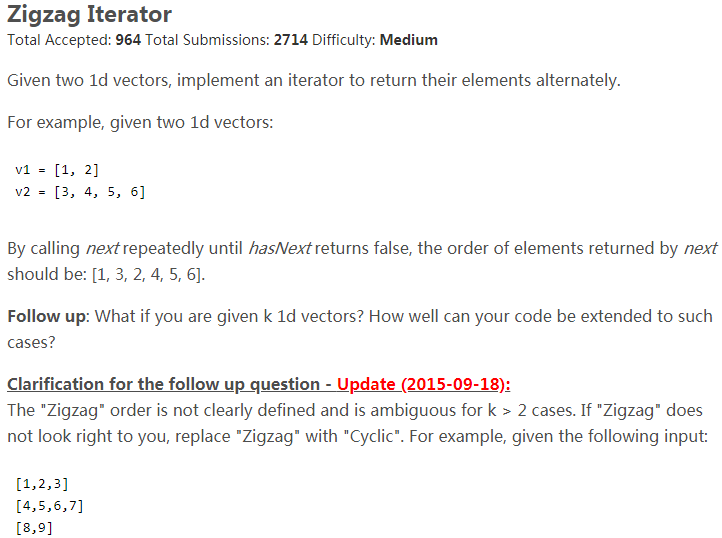 Zigzag Iterator
Total Accepted: 964 Total Submissions: 2714 Difficulty: Medium
Given two 1d vectors, implement an iterator to return their elements alternately.
For example, given two 1d vectors:
v1 = [1, 2]
v2 = [3, 4, 5, 6]
By calling next repeatedly until hasNext returns false, the order of elements returned by next
should be: [1, 3, 2, 4, 5, 6].
Follow up: What if you are given k 1d vectors? How well can your code be extended to such
cases?
Clarification for the follow up question - Update (2015-09-18):
The "Zigzag" order is not clearly defined and is ambiguous for k > 2 cases. If "Zigzag" does
not look right to you, replace "Zigzag" with "Cyclic". For example, given the following input:
[1,2,3]
[4,5,6,7]
[8,9]